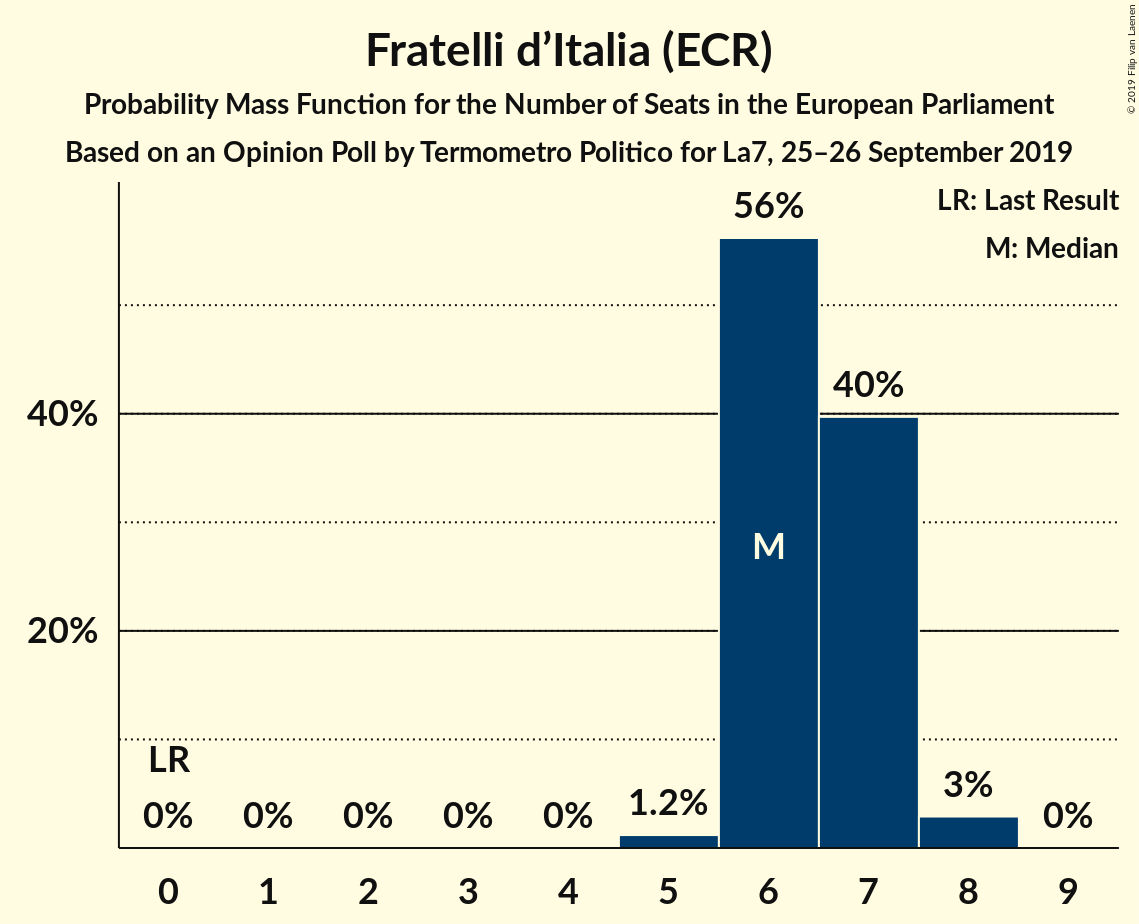 Fratelli d’Italia (ECR)
Probability Mass Function for the Number of Seats in the European Parliament
Based on an Opinion Poll by Termometro Politico for La7, 25–26 September 2019
© 2019 Filip van Laenen
LR: Last Result
M: Median
56%
40%
40%
M
20%
LR
0% 0% 0% 0% 0% 1.2% 3% 0%
0 1 2 3 4 5 6 7 8 9